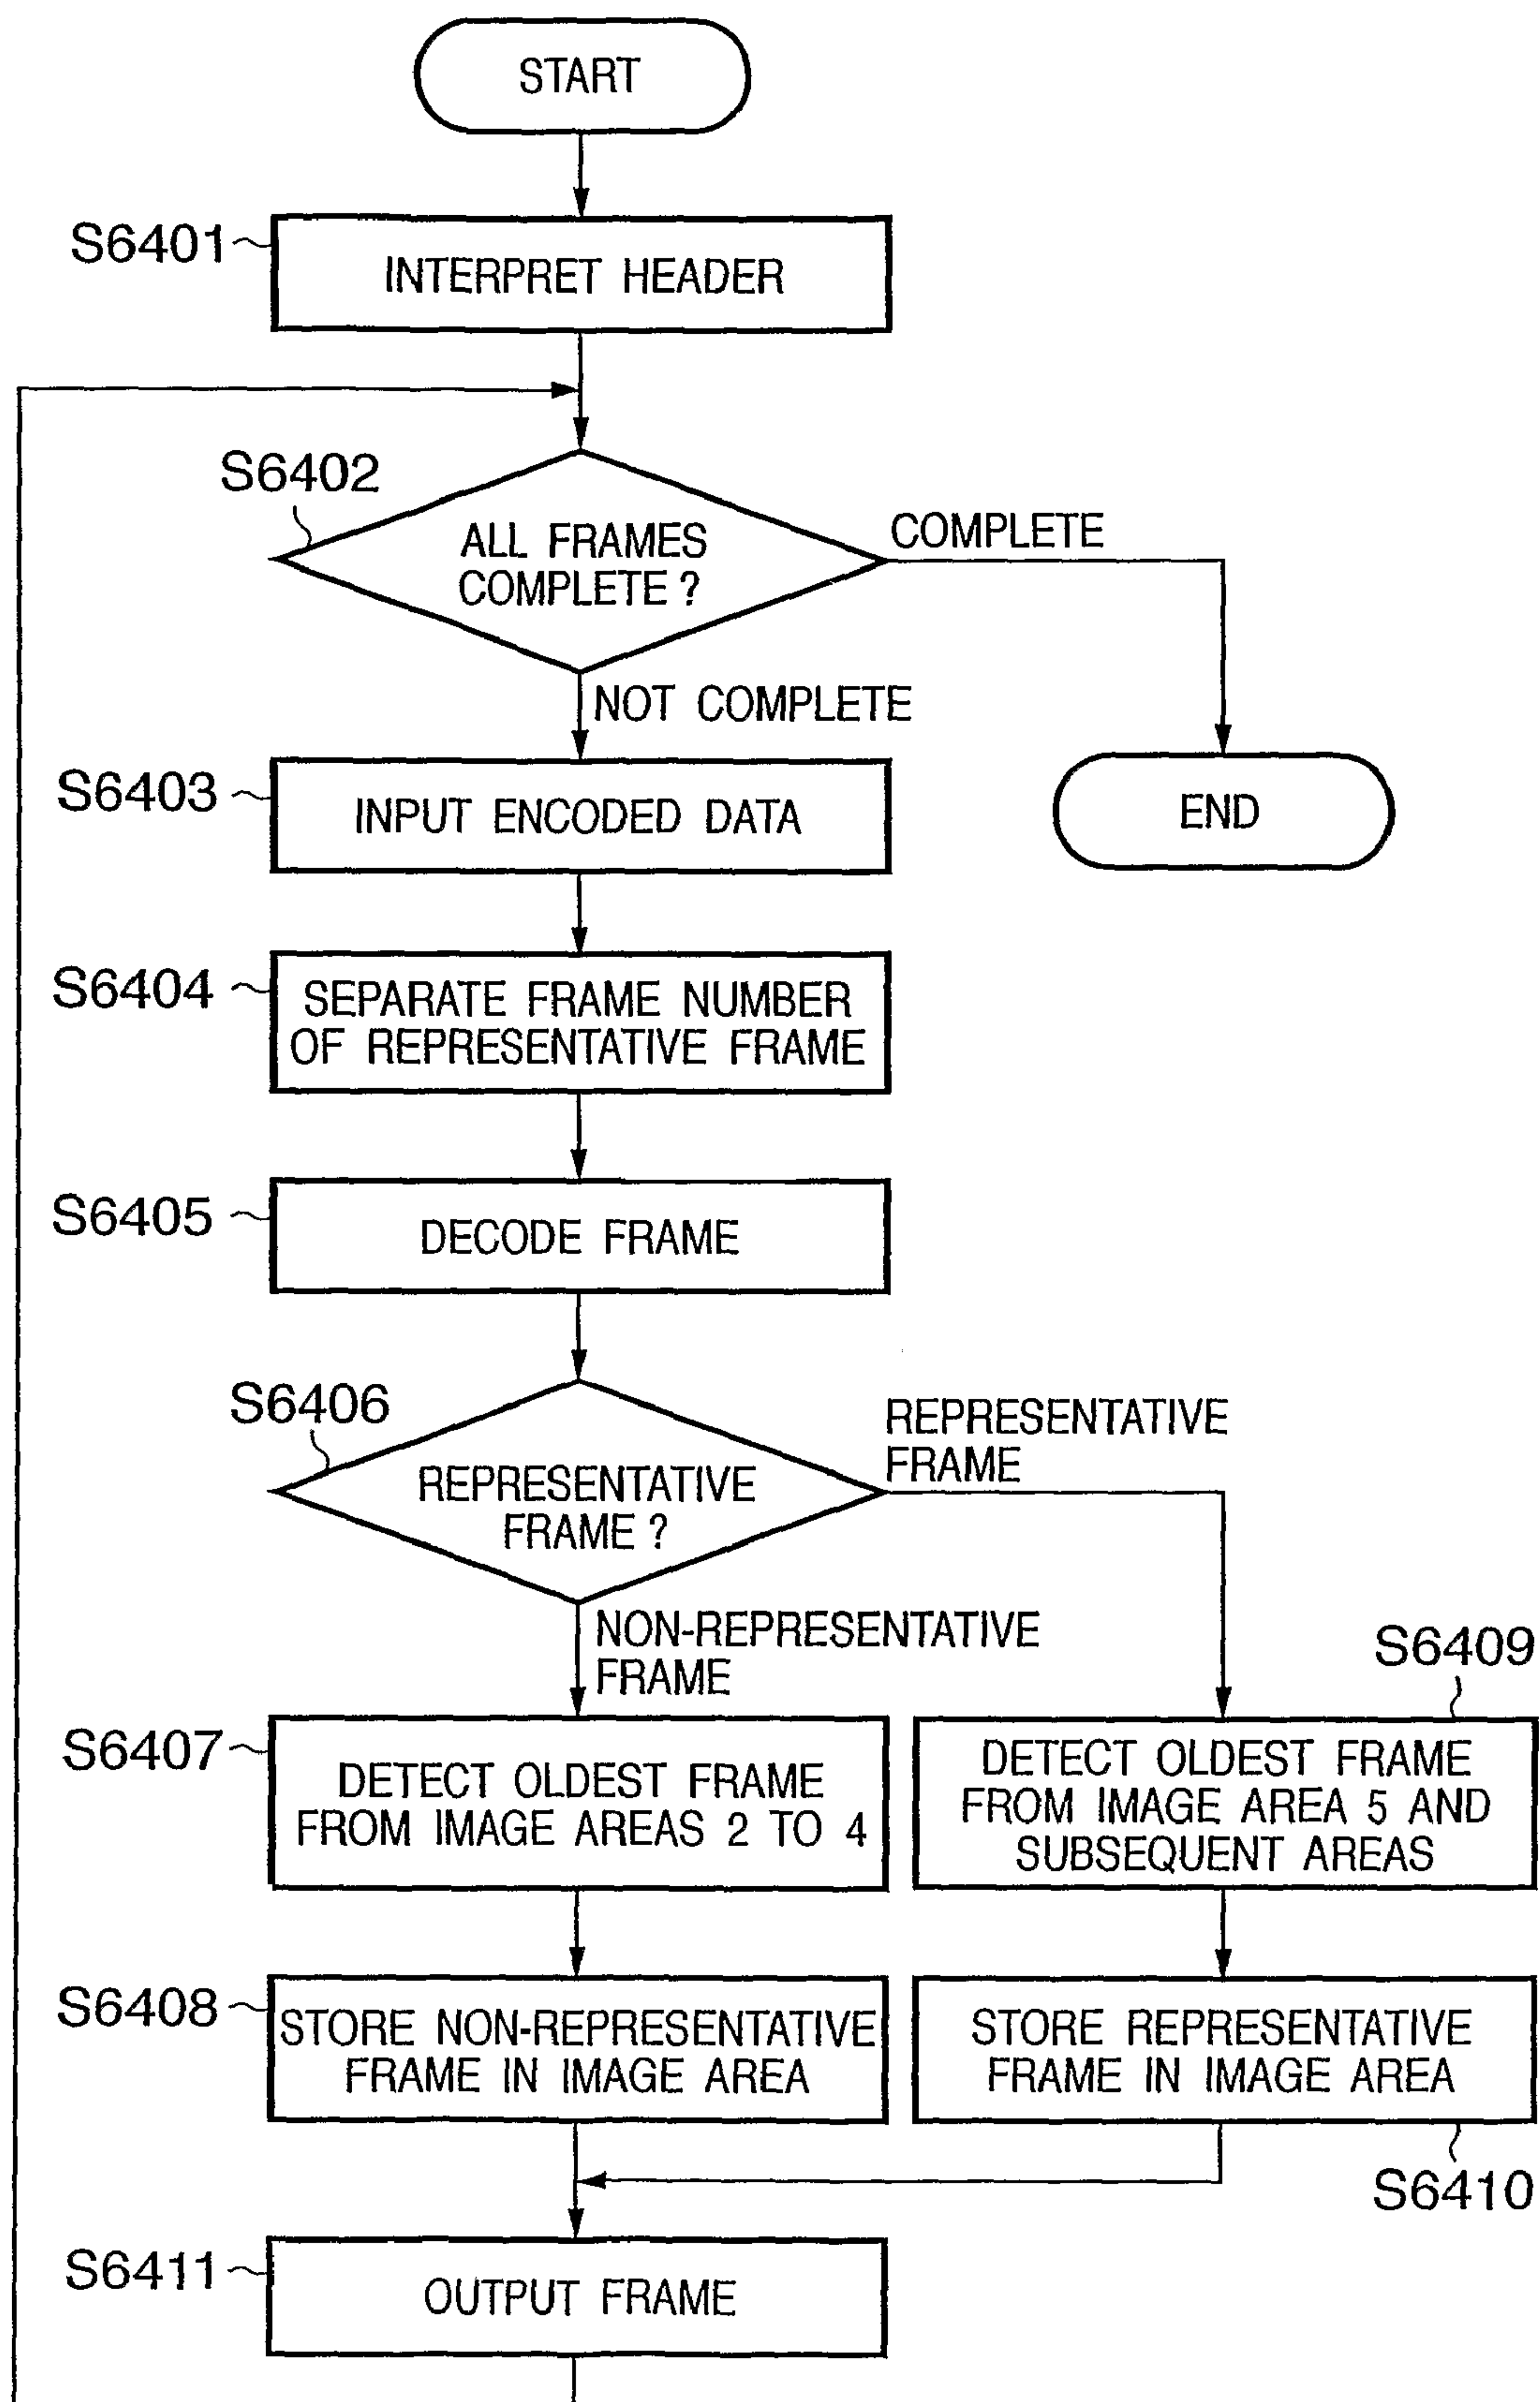 START
S6401
INTERPRET HEADER
S6402
ALL FRAMES
COMPLETE ?
COMPLETE
NOT COMPLETE
S6403
INPUT ENCODED DATA
END
S6404
SEPARATE FRAME NUMBER
OF REPRESENTATIVE FRAME
S6405
DECODE FRAME
S6406
REPRESENTATIVE
FRAME ?
REPRESENTATIVE
FRAME
NON-REPRESENTATIVE
FRAME
S6407
DETECT OLDEST FRAME
FROM IMAGE AREAS 2 TO 4
S6409
DETECT OLDEST FRAME
FROM IMAGE AREA 5 AND
SUBSEQUENT AREAS
S6408
STORE NON-REPRESENTATIVE
FRAME IN IMAGE AREA
STORE REPRESENTATIVE
FRAME IN IMAGE AREA
S6410
S6411
OUTPUT FRAME